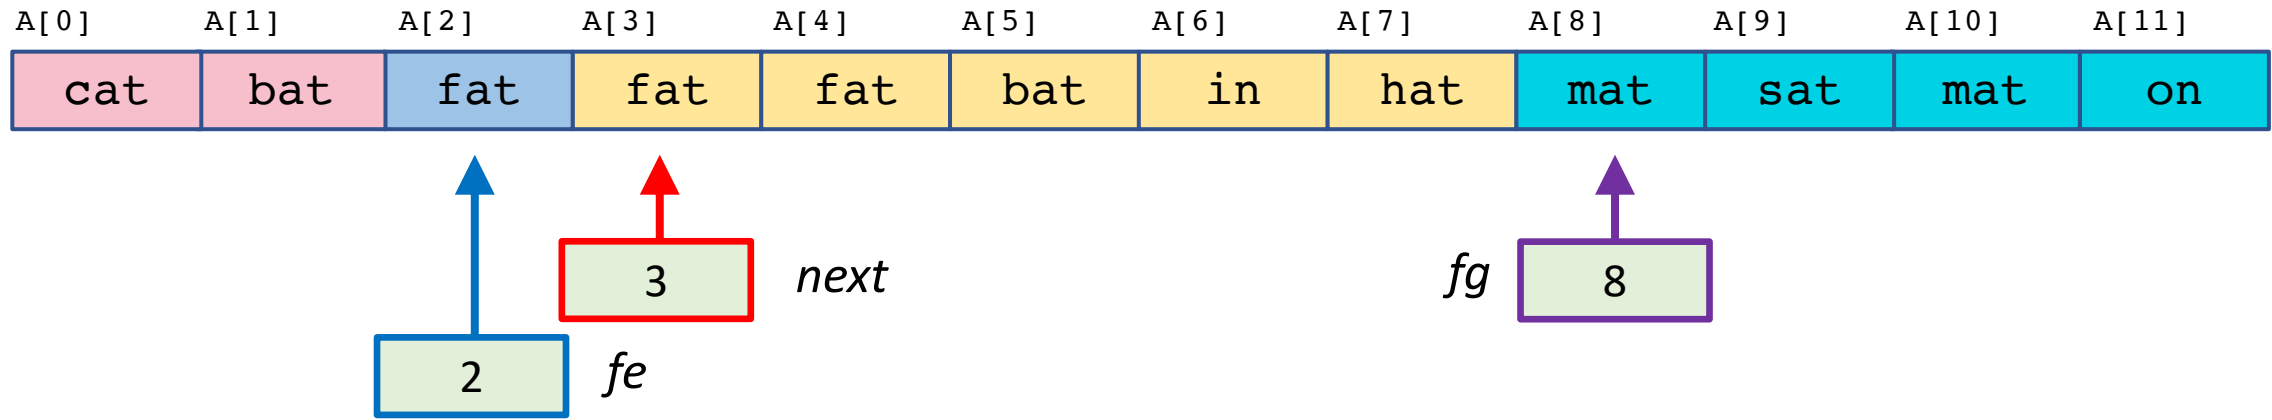 A[0] A[1] A[2] A[3] A[4] A[5] A[6] A[7] A[8] A[9] A[10] A[11]
cat bat fat fat fat bat in hat mat sat mat on
3 next fg 8
2 fe